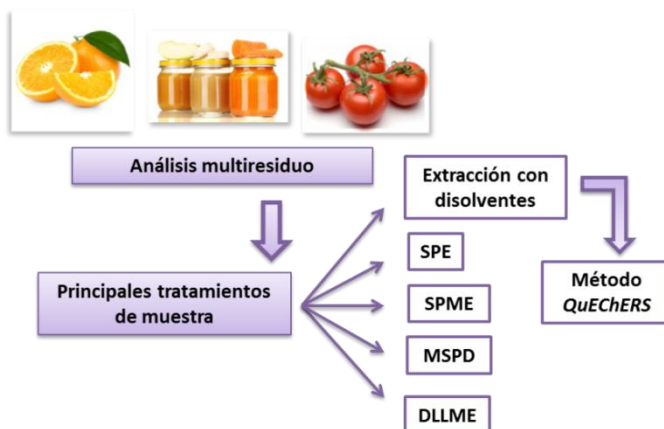 Análisis multiresiduo
Extracción con
disolventes
SPE
Principales tratamientos
de muestra
SPME
Método
QuEChERS
MSPD
DLLME